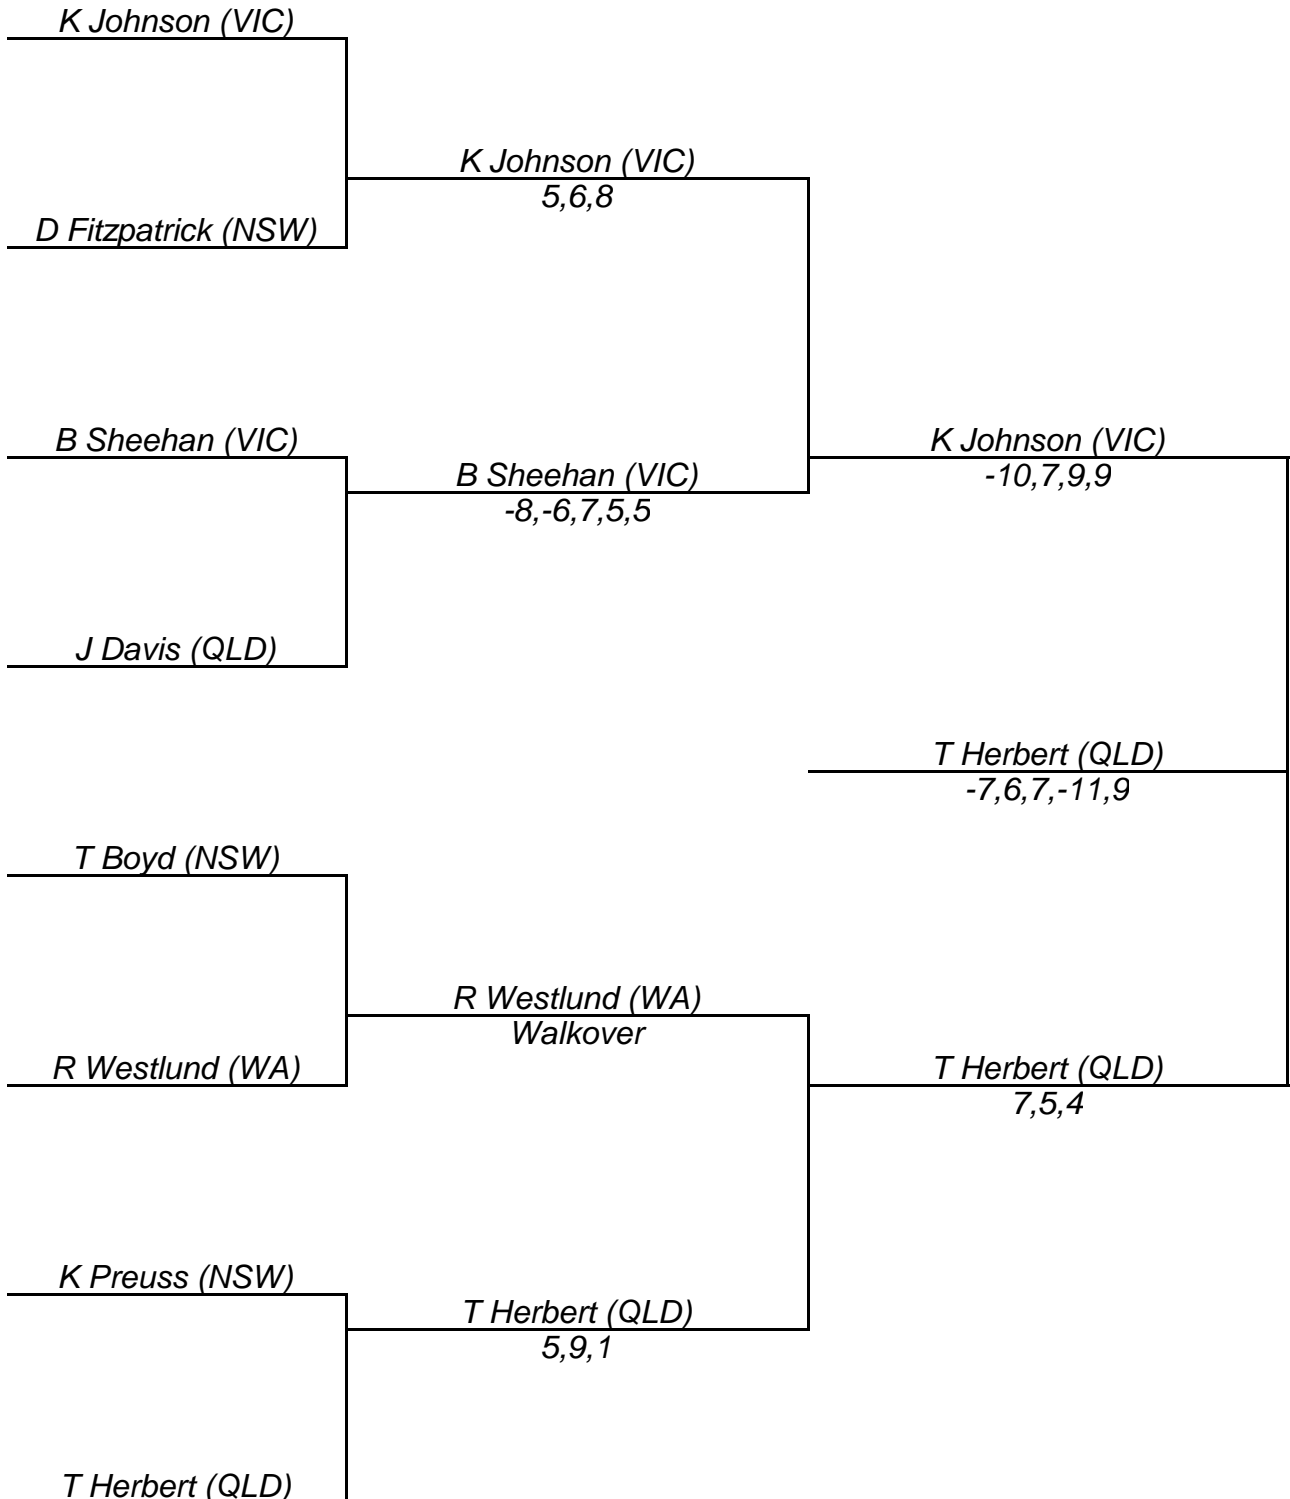 K Johnson (VIC)
K Johnson (VIC)
5,6,8
D Fitzpatrick (NSW)
B Sheehan (VIC)
K Johnson (VIC)
-10,7,9,9
B Sheehan (VIC)
-8,-6,7,5,5
J Davis (QLD)
T Herbert (QLD)
-7,6,7,-11,9
T Boyd (NSW)
R Westlund (WA)
Walkover
R Westlund (WA)
T Herbert (QLD)
7,5,4
K Preuss (NSW)
T Herbert (QLD)
5,9,1
T Herbert (QLD)